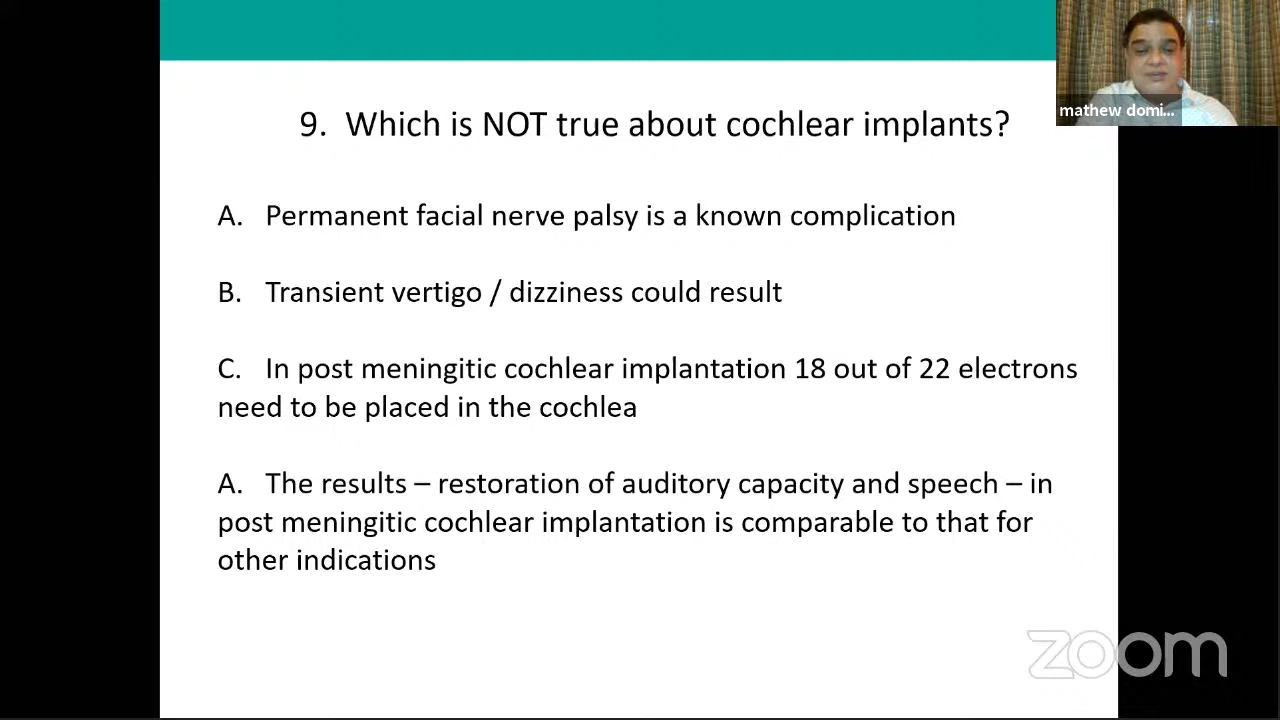 mathew domi...
9. Which is NOT true about cochlear implants?
A. Permanent facial nerve palsy is a known complication
B. Transient vertigo / dizziness could result
C. In post meningitic cochlear implantation 18 out of 22 electrons
need to be placed in the cochlea
A. The results – restoration of auditory capacity and speech – in
post meningitic cochlear implantation is comparable to that for
other indications
zoom